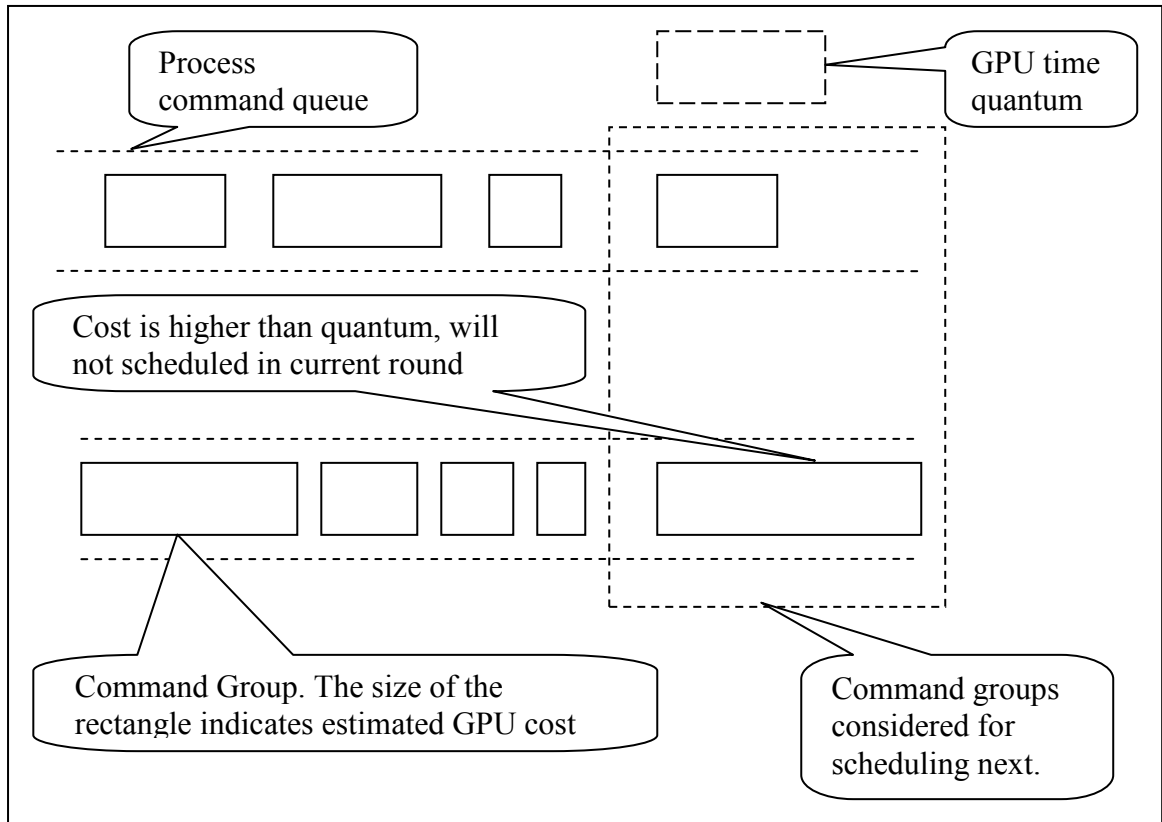 Process
command queue
GPU time
quantum
Cost is higher than quantum, will
not scheduled in current round
Command Group. The size of the
rectangle indicates estimated GPU cost
Command groups
considered for
scheduling next.